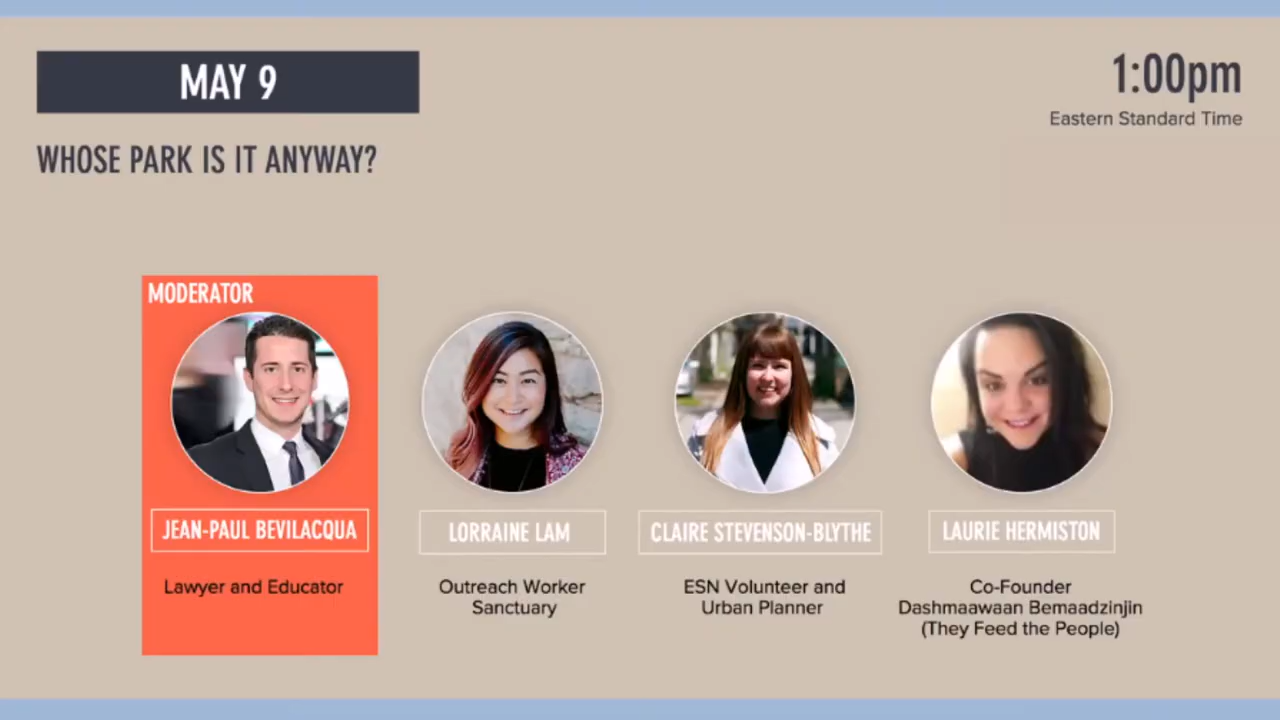 MAY 9
1:00pm
Eastern Standard Time
WHOSE PARK IS IT ANYWAY?
MODERATOR
JEAN-PAUL BEVILACQUA
Lawyer and Educator
LORRAINE LAM
Outreach Worker
Sanctuary
CLAIRE STEVENSON-BLYTHE
ESN Volunteer and
Urban Planner
LAURIE HERMISTON
Co-Founder
Dashmaawaan Bemaadzinjin
(They Feed the People)